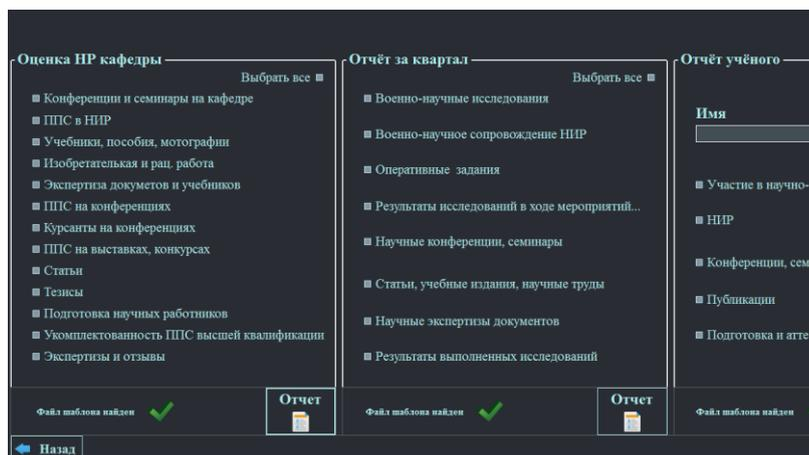 Оценка НР кафедры
Выбрать все
Конференции и семинары на кафедре
ППС в НИР
Учебники, пособия, мотографии
Изобретателькая и рац. работа
Экспертиза докуметов и учебников
ППС на конференциях
Курсанты на конференциях
ППС на выставках, конкурсах
Статьи
Тезисы
Подготовка научных работников
Укомплектованность ППС высшей квалификации
Экспертизы и отзывы
Файл шаблона найден
Отчет
Отчёт за квартал
Выбрать все
Военно-научные исследования
Военно-научное сопровождение НИР
Оперативные задания
Результаты исследований в ходе мероприятий...
Научные конференции, семинары
Статьи, учебные издания, научные труды
Научные экспертизы документов
Результаты выполненных исследований
Файл шаблона найден
Отчет
Отчёт учёного
Имя
Участие в научно-
НИР
Конференции, сем
Публикации
Подготовка и атте
Файл шаблона найден
Назад